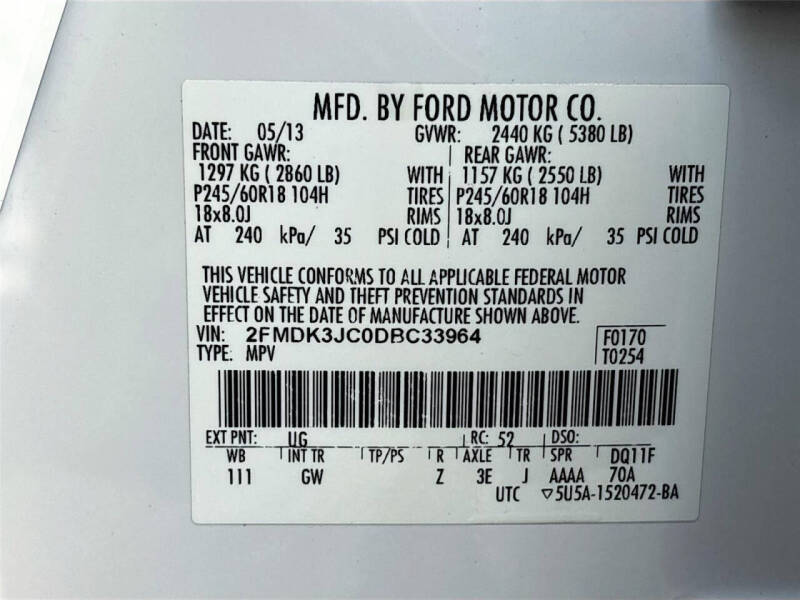 MFD. BY FORD MOTOR CO.
DATE: 05/13 GVWR: 2440 KG ( 5380 LB)
FRONT GAWR: REAR GAWR:
1297 KG ( 2860 LB) WITH 1157 KG ( 2550 LB) WITH
P245/60R18 104H TIRES P245/60R18 104H TIRES
18x8.0J RIMS 18x8.0J RIMS
AT 240 kPa/ 35 PSI COLD AT 240 kPa/ 35 PSI COLD
THIS VEHICLE CONFORMS TO ALL APPLICABLE FEDERAL MOTOR
VEHICLE SAFETY AND THEFT PREVENTION STANDARDS IN
EFFECT ON THE DATE OF MANUFACTURE SHOWN ABOVE.
VIN: 2FMDK3JC0DBC33964 F0170
TYPE: MPV T0254
EXT PNT: UG RC: 52 DSO:
WB INT TR TP/PS R AXLE TR SPR DQ11F
111 GW Z 3E J AAAA 70A
UTC ▽5U5A-1520472-BA